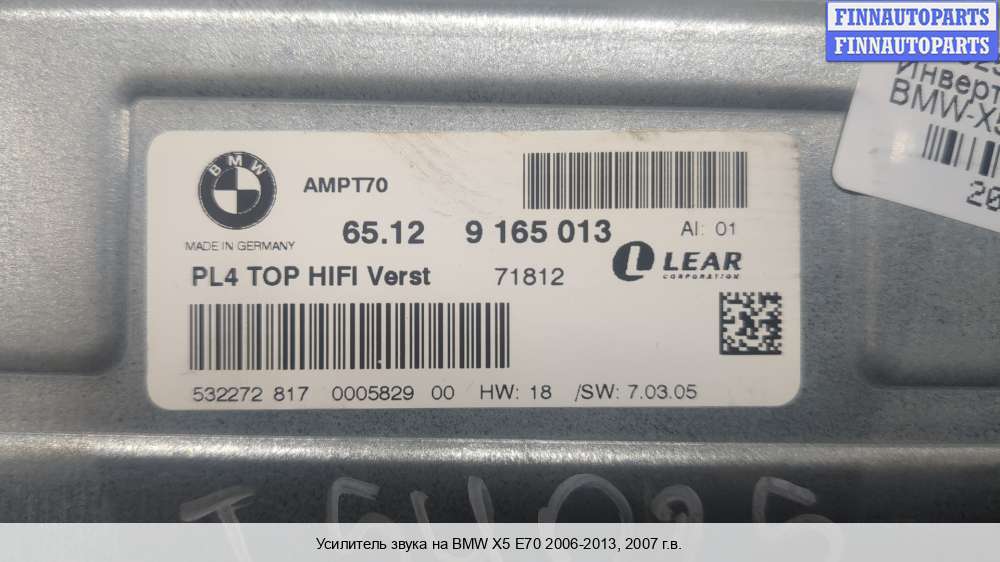 FINNAUTOPARTS
FINNAUTOPARTS
BMW-X5
BMW
AMPT70
65.12 9 165 013 AI: 01
MADE IN GERMANY
LEAR
CORPORATION
PL4 TOP HIFI Verst 71812
532272 817 0005829 00 HW: 18 /SW: 7.03.05
Усилитель звука на BMW X5 E70 2006-2013, 2007 г.в.